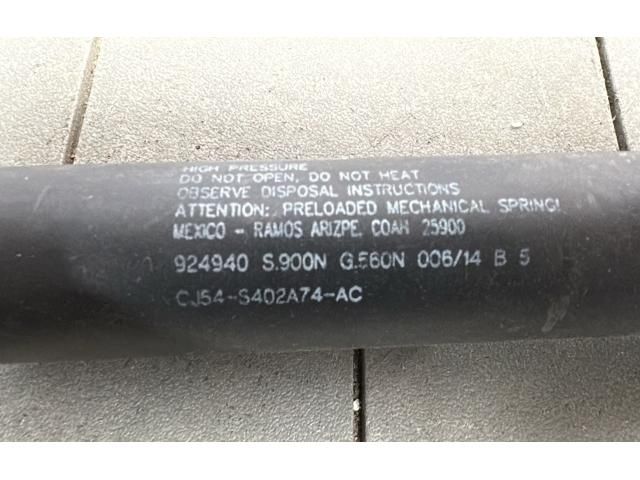 HIGH PRESSURE
DO NOT OPEN, DO NOT HEAT
OBSERVE DISPOSAL INSTRUCTIONS
ATTENTION: PRELOADED MECHANICAL SPRING!
MEXICO - RAMOS ARIZPE, COAH 25900
924940 S.900N G.560N 006/14 B 5
CJ54-S402A74-AC